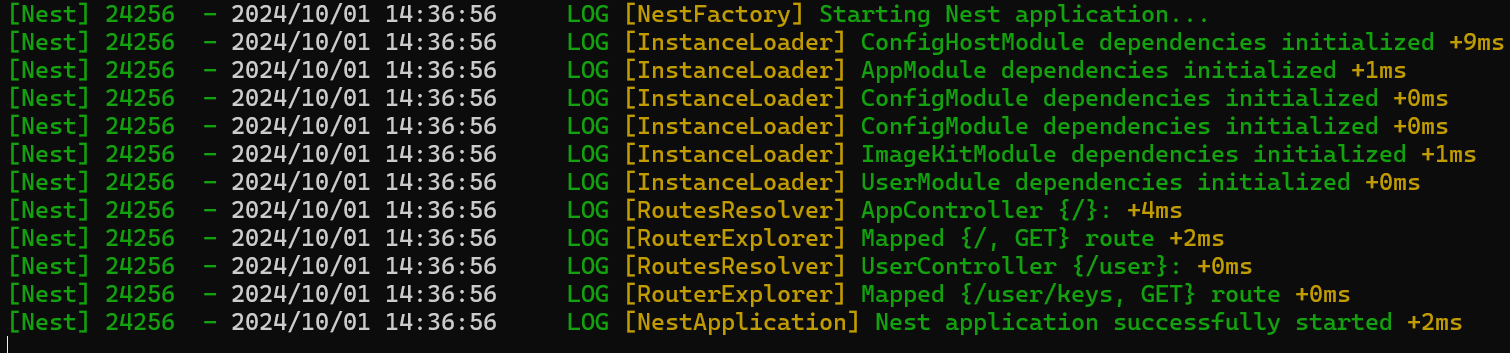 [Nest] 24256  - 2024/10/01 14:36:56     LOG [NestFactory] Starting Nest application...
[Nest] 24256  - 2024/10/01 14:36:56     LOG [InstanceLoader] ConfigHostModule dependencies initialized +9ms
[Nest] 24256  - 2024/10/01 14:36:56     LOG [InstanceLoader] AppModule dependencies initialized +1ms
[Nest] 24256  - 2024/10/01 14:36:56     LOG [InstanceLoader] ConfigModule dependencies initialized +0ms
[Nest] 24256  - 2024/10/01 14:36:56     LOG [InstanceLoader] ConfigModule dependencies initialized +0ms
[Nest] 24256  - 2024/10/01 14:36:56     LOG [InstanceLoader] ImageKitModule dependencies initialized +1ms
[Nest] 24256  - 2024/10/01 14:36:56     LOG [InstanceLoader] UserModule dependencies initialized +0ms
[Nest] 24256  - 2024/10/01 14:36:56     LOG [RoutesResolver] AppController {/}: +4ms
[Nest] 24256  - 2024/10/01 14:36:56     LOG [RouterExplorer] Mapped {/, GET} route +2ms
[Nest] 24256  - 2024/10/01 14:36:56     LOG [RoutesResolver] UserController {/user}: +0ms
[Nest] 24256  - 2024/10/01 14:36:56     LOG [RouterExplorer] Mapped {/user/keys, GET} route +0ms
[Nest] 24256  - 2024/10/01 14:36:56     LOG [NestApplication] Nest application successfully started +2ms